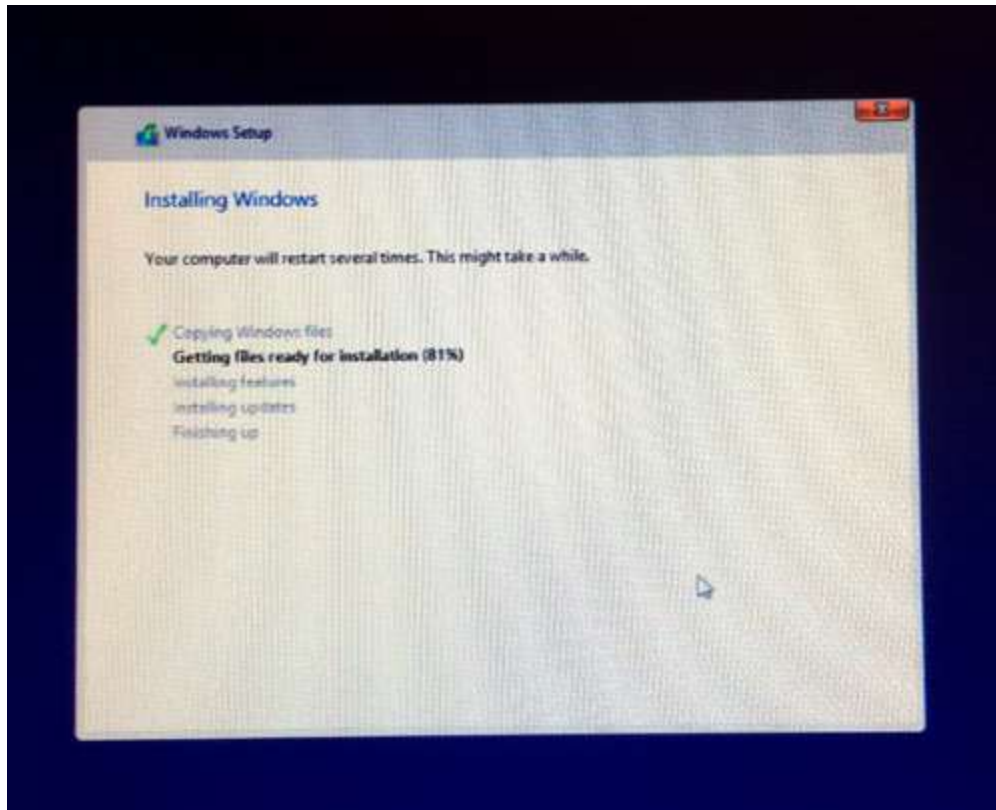 Windows Setup
Installing Windows
Your computer will restart several times. This might take a while.
Copying Windows files
Getting files ready for installation (81%)
Installing features
Installing updates
Finishing up